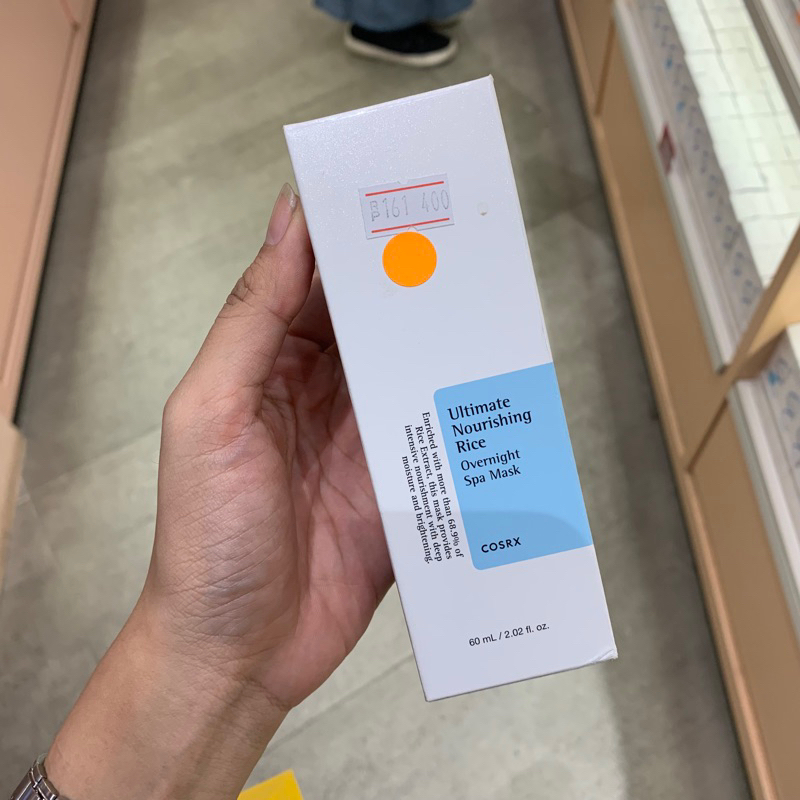 BP161 400
Ultimate
Nourishing
Rice
Overnight
Spa Mask
COSRX
Enriched with more than 68.9% of
Rice Extract, this mask provides
intensive nourishment with deep
moisture and brightening.
60 mL / 2.02 fl. oz.